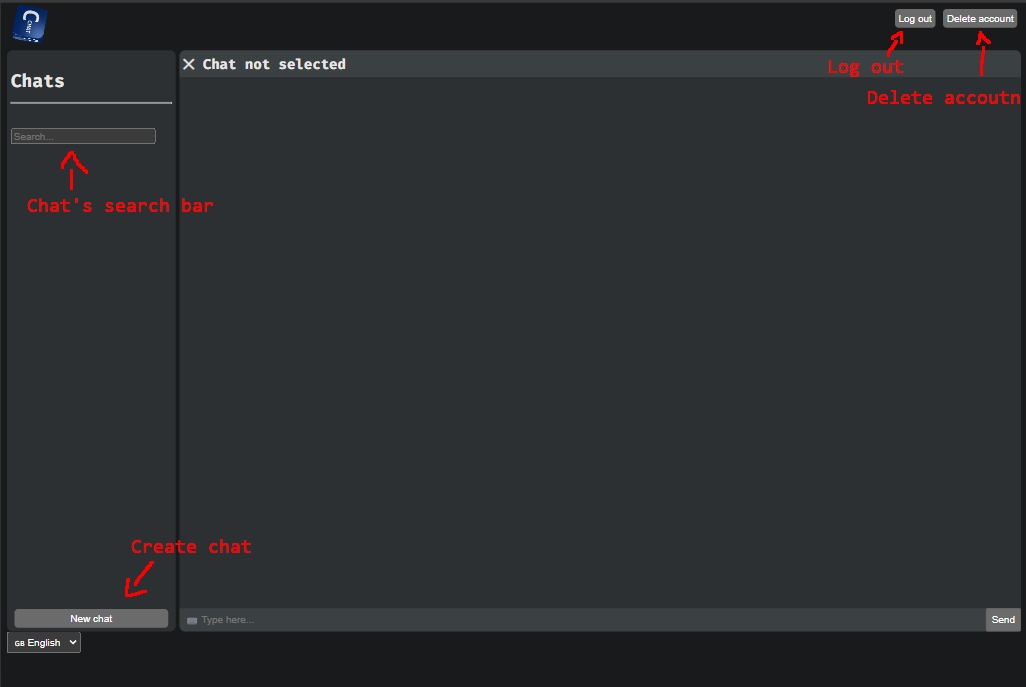 C
CHAT
Log out
Delete account
Chats
Chat not selected
Log out
Delete accoutn
Search...
Chat's search bar
Create chat
New chat
Type here...
Send
GB English